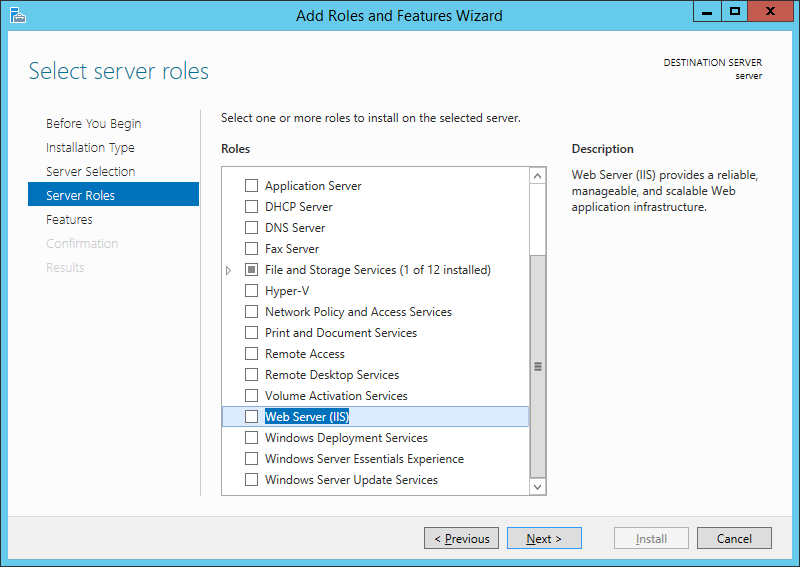 Add Roles and Features Wizard
Select server roles
DESTINATION SERVER
server
Before You Begin
Installation Type
Server Selection
Server Roles
Features
Confirmation
Results
Select one or more roles to install on the selected server.
Roles
Application Server
DHCP Server
DNS Server
Fax Server
File and Storage Services (1 of 12 installed)
Hyper-V
Network Policy and Access Services
Print and Document Services
Remote Access
Remote Desktop Services
Volume Activation Services
Web Server (IIS)
Windows Deployment Services
Windows Server Essentials Experience
Windows Server Update Services
Description
Web Server (IIS) provides a reliable,
manageable, and scalable Web
application infrastructure.
< Previous
Next >
Install
Cancel